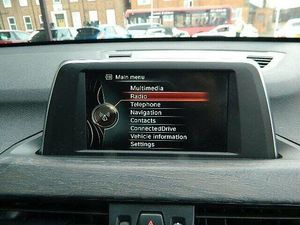 Main menu
Multimedia
Radio
Telephone
Navigation
Contacts
ConnectedDrive
Vehicle information
Settings